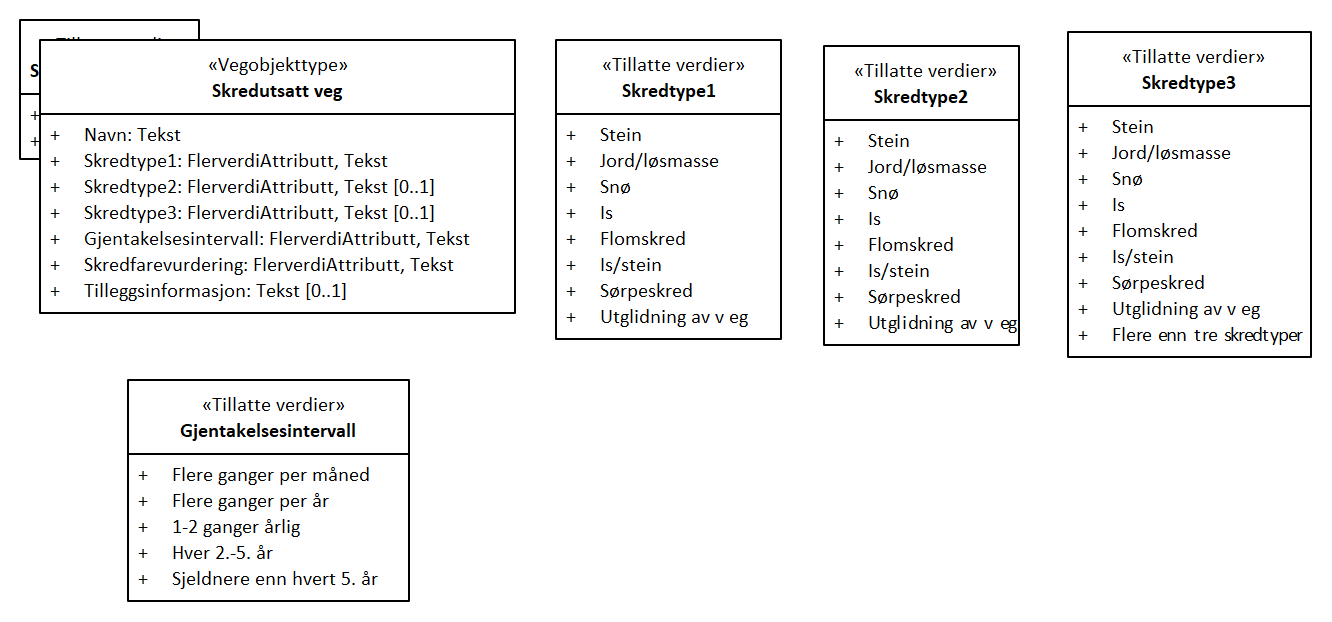 «Vegobjekttype»
Skredutsatt veg
+ Navn: Tekst
+ Skredtype1: FlerverdiAttributt, Tekst
+ Skredtype2: FlerverdiAttributt, Tekst [0..1]
+ Skredtype3: FlerverdiAttributt, Tekst [0..1]
+ Gjentakelsesintervall: FlerverdiAttributt, Tekst
+ Skredfarevurdering: FlerverdiAttributt, Tekst
+ Tilleggsinformasjon: Tekst [0..1]
«Tillatte verdier»
Skredtype1
+ Stein
+ Jord/løsmasse
+ Snø
+ Is
+ Flomskred
+ Is/stein
+ Sørpeskred
+ Utglidning av v eg
«Tillatte verdier»
Skredtype2
+ Stein
+ Jord/løsmasse
+ Snø
+ Is
+ Flomskred
+ Is/stein
+ Sørpeskred
+ Utglidning av v eg
«Tillatte verdier»
Skredtype3
+ Stein
+ Jord/løsmasse
+ Snø
+ Is
+ Flomskred
+ Is/stein
+ Sørpeskred
+ Utglidning av v eg
+ Flere enn tre skredtyper
«Tillatte verdier»
Gjentakelsesintervall
+ Flere ganger per måned
+ Flere ganger per år
+ 1-2 ganger årlig
+ Hver 2.-5. år
+ Sjeldnere enn hvert 5. år